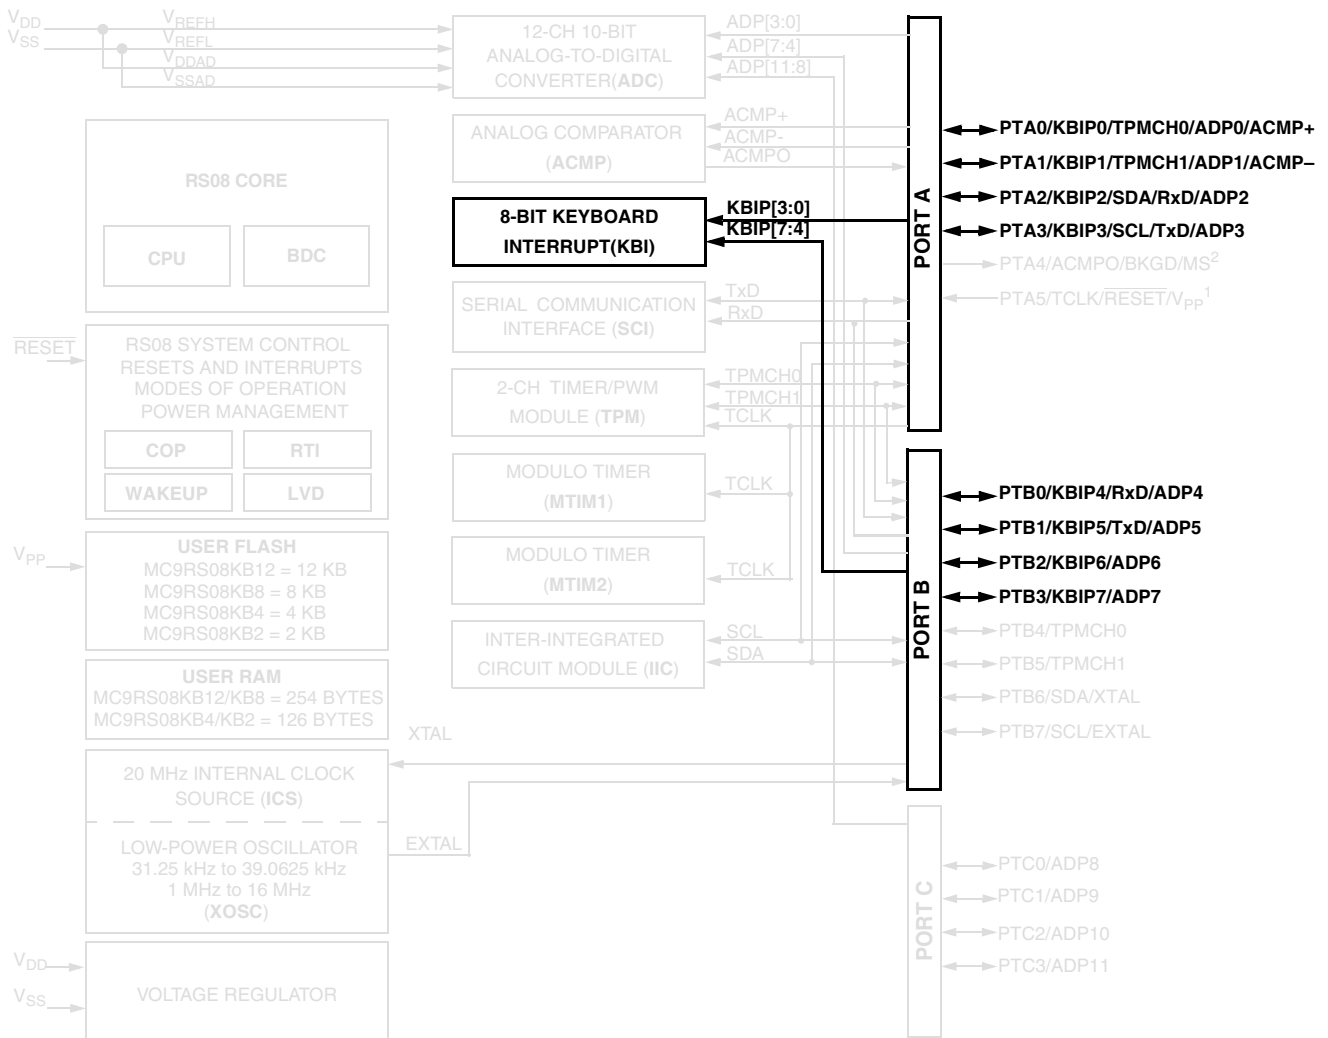 VDD
VSS
VREFH
VREFL
VDDAD
VSSAD
12-CH 10-BIT
ANALOG-TO-DIGITAL
CONVERTER(ADC)
ADP[3:0]
ADP[7:4]
ADP[11:8]
ANALOG COMPARATOR
(ACMP)
ACMP+
ACMP-
ACMPO
8-BIT KEYBOARD
INTERRUPT(KBI)
KBIP[3:0]
KBIP[7:4]
SERIAL COMMUNICATION
INTERFACE (SCI)
TxD
RxD
2-CH TIMER/PWM
MODULE (TPM)
TPMCH0
TPMCH1
TCLK
MODULO TIMER
(MTIM1)
TCLK
MODULO TIMER
(MTIM2)
TCLK
INTER-INTEGRATED
CIRCUIT MODULE (IIC)
SCL
SDA
RS08 CORE
CPU
BDC
RESET
RS08 SYSTEM CONTROL
RESETS AND INTERRUPTS
MODES OF OPERATION
POWER MANAGEMENT
COP
RTI
WAKEUP
LVD
VPP
USER FLASH
MC9RS08KB12 = 12 KB
MC9RS08KB8 = 8 KB
MC9RS08KB4 = 4 KB
MC9RS08KB2 = 2 KB
USER RAM
MC9RS08KB12/KB8 = 254 BYTES
MC9RS08KB4/KB2 = 126 BYTES
XTAL
20 MHz INTERNAL CLOCK
SOURCE (ICS)
LOW-POWER OSCILLATOR
31.25 kHz to 39.0625 kHz
1 MHz to 16 MHz
(XOSC)
EXTAL
VDD
VSS
VOLTAGE REGULATOR
PORT A
PTA0/KBIP0/TPMCH0/ADP0/ACMP+
PTA1/KBIP1/TPMCH1/ADP1/ACMP–
PTA2/KBIP2/SDA/RxD/ADP2
PTA3/KBIP3/SCL/TxD/ADP3
PTA4/ACMPO/BKGD/MS2
PTA5/TCLK/RESET/VPP1
PORT B
PTB0/KBIP4/RxD/ADP4
PTB1/KBIP5/TxD/ADP5
PTB2/KBIP6/ADP6
PTB3/KBIP7/ADP7
PTB4/TPMCH0
PTB5/TPMCH1
PTB6/SDA/XTAL
PTB7/SCL/EXTAL
PORT C
PTC0/ADP8
PTC1/ADP9
PTC2/ADP10
PTC3/ADP11